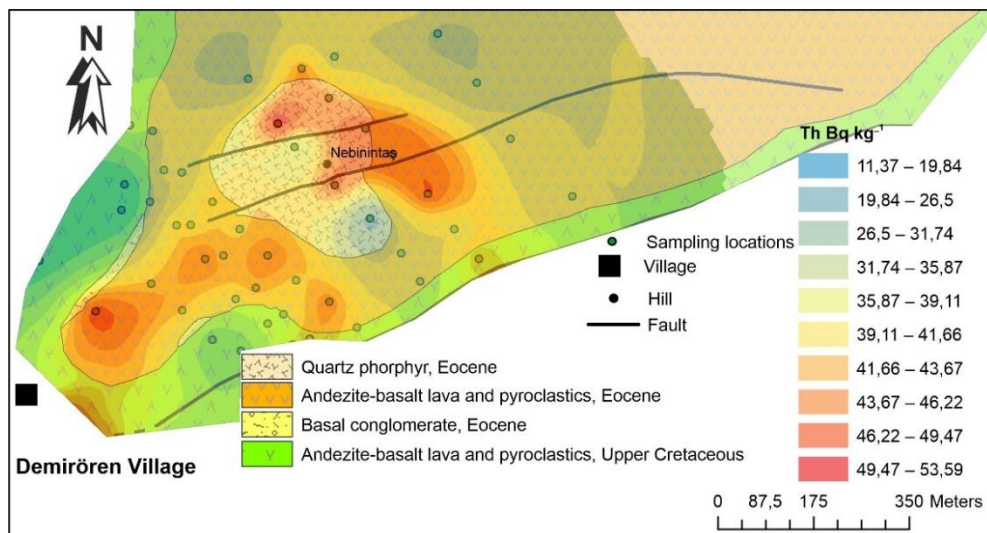 N
Nebinintaş
Th Bq kg⁻¹
11,37 – 19,84
19,84 – 26,5
26,5 – 31,74
31,74 – 35,87
35,87 – 39,11
39,11 – 41,66
41,66 – 43,67
43,67 – 46,22
46,22 – 49,47
49,47 – 53,59
Sampling locations
Village
Hill
Fault
Quartz phorphyr, Eocene
Andezite-basalt lava and pyroclastics, Eocene
Basal conglomerate, Eocene
Andezite-basalt lava and pyroclastics, Upper Cretaceous
Demirören Village
0 87,5 175 350 Meters